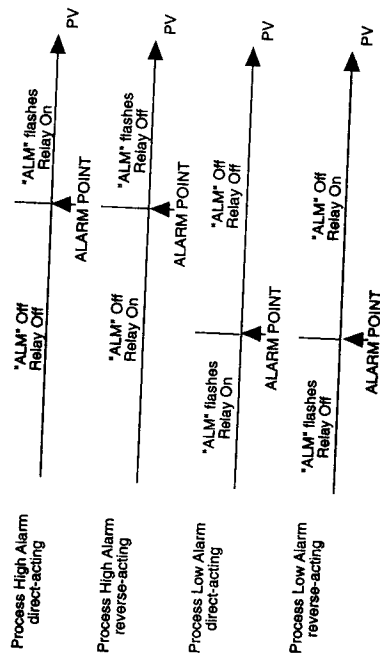 Process High Alarm
direct-acting
"ALM" Off
Relay Off
"ALM" flashes
Relay On
ALARM POINT
PV
Process High Alarm
reverse-acting
"ALM" Off
Relay On
"ALM" flashes
Relay Off
ALARM POINT
PV
Process Low Alarm
direct-acting
"ALM" flashes
Relay On
"ALM" Off
Relay Off
ALARM POINT
PV
Process Low Alarm
reverse-acting
"ALM" flashes
Relay Off
"ALM" Off
Relay On
ALARM POINT
PV